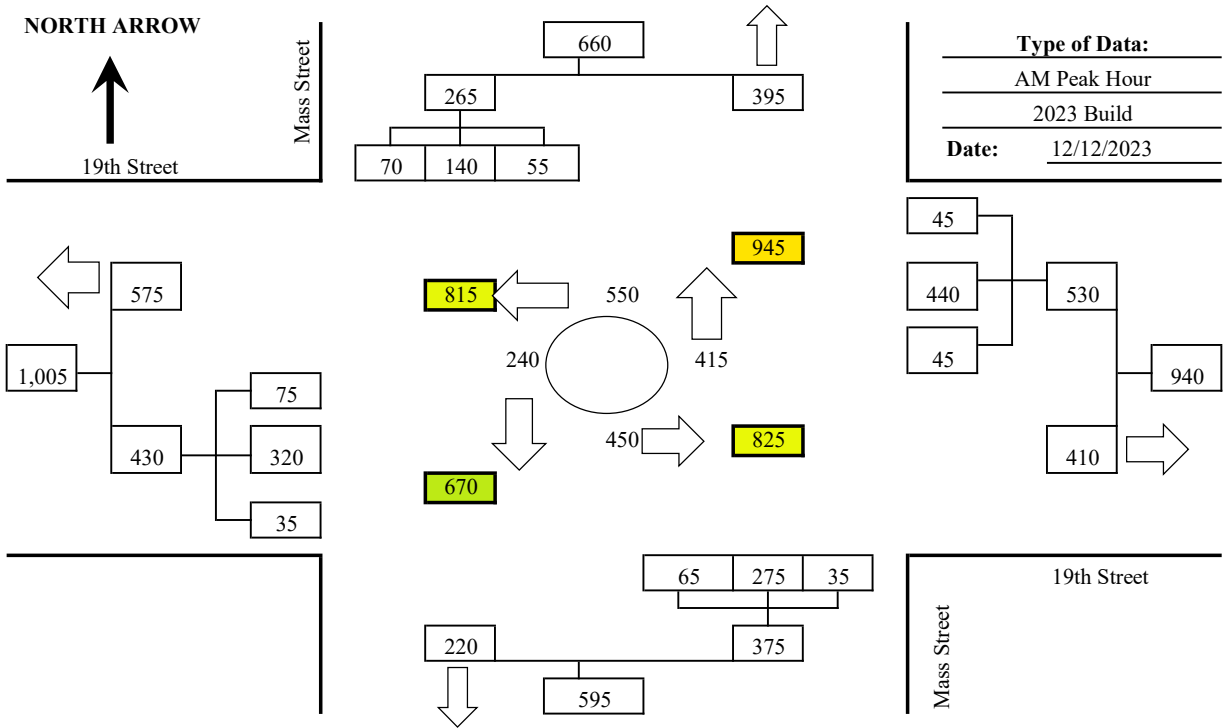 NORTH ARROW
Mass Street
19th Street
660
265
395
70 140 55
Type of Data:
AM Peak Hour
2023 Build
Date: 12/12/2023
575
1,005
430
75
320
35
945
815
550
240
415
450
825
670
45
440
45
530
940
410
65 275 35
220
375
595
19th Street
Mass Street